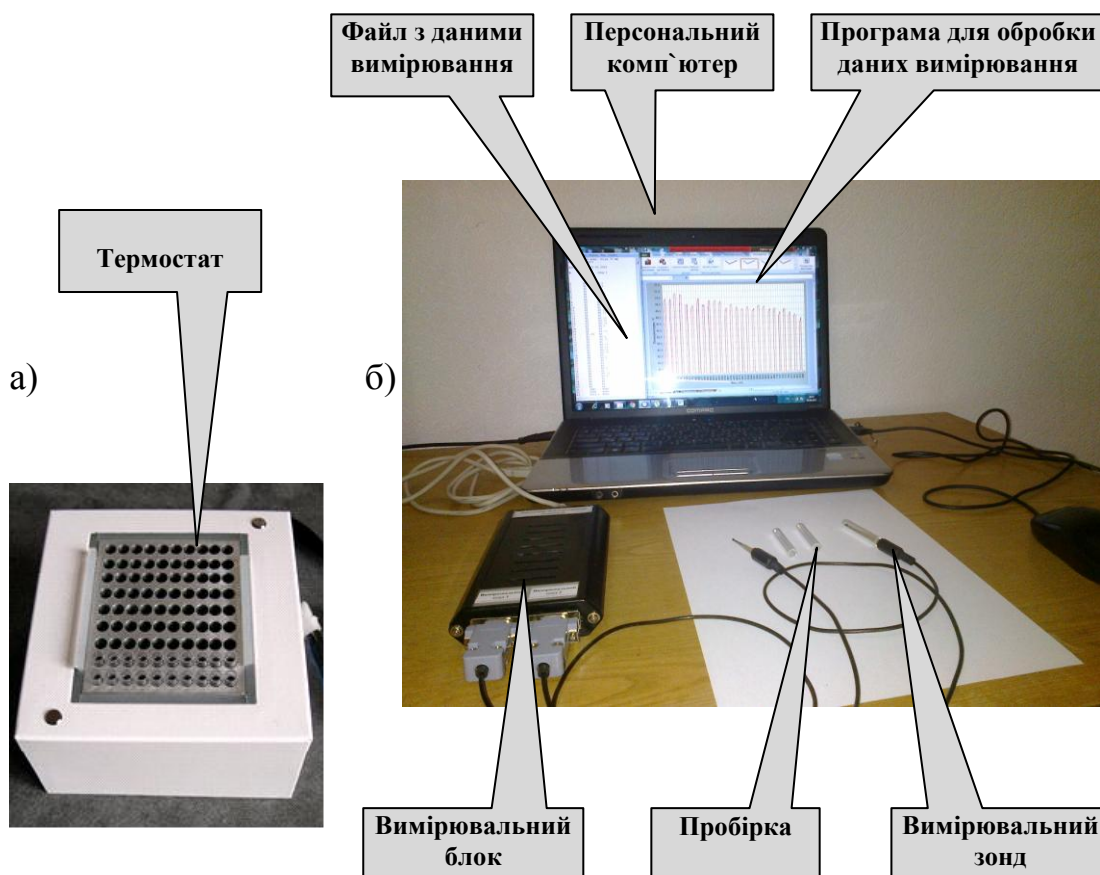 Файл з даними
вимірювання
Персональний
комп`ютер
Програма для обробки
даних вимірювання
Термостат
а)
б)
Вимірювальний
блок
Пробірка
Вимірювальний
зонд